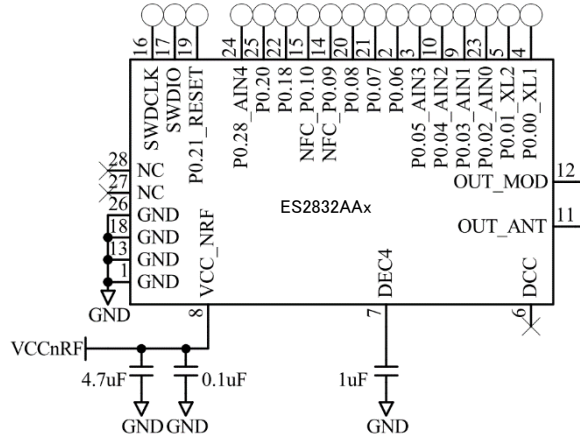 16 17 19 24 25 22 15 14 20 21 2 3 10 9 23 5 4
SWDCLK
SWDIO
P0.21_RESET
P0.28_AIN4
P0.20
P0.18
NFC_P0.10
NFC_P0.09
P0.08
P0.07
P0.06
P0.05_AIN3
P0.04_AIN2
P0.03_AIN1
P0.02_AIN0
P0.01_XL2
P0.00_XL1
28 NC
27 NC
26 GND
18 GND
13 GND
1 GND
GND
ES2832AAx
OUT_MOD 12
OUT_ANT 11
VCC_NRF
8
DEC4
7
DCC
6
VCCnRF
4.7uF
0.1uF
1uF
GND GND
GND